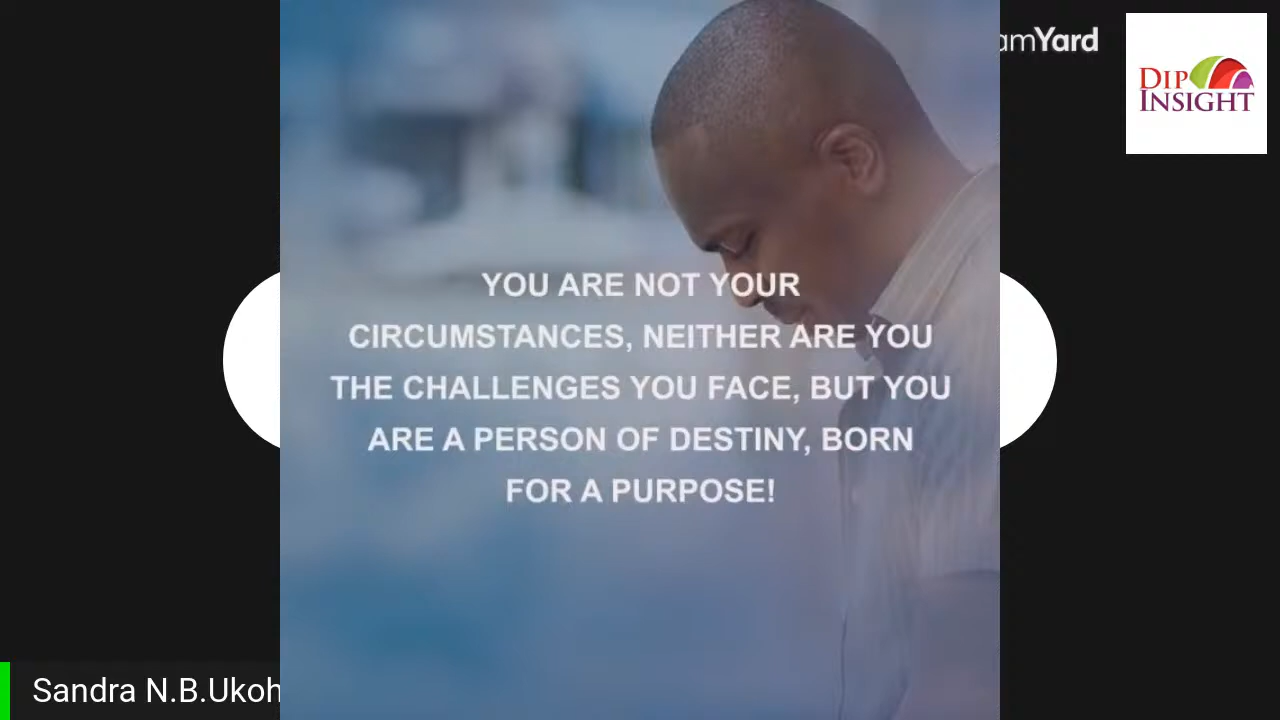 amYard
DIP
INSIGHT
YOU ARE NOT YOUR
CIRCUMSTANCES, NEITHER ARE YOU
THE CHALLENGES YOU FACE, BUT YOU
ARE A PERSON OF DESTINY, BORN
FOR A PURPOSE!
Sandra N.B.Ukoh